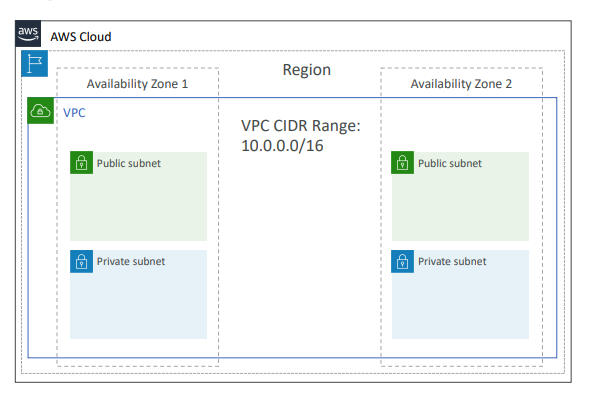 aws
AWS Cloud
Region
Availability Zone 1
Availability Zone 2
VPC
VPC CIDR Range:
10.0.0.0/16
Public subnet
Public subnet
Private subnet
Private subnet